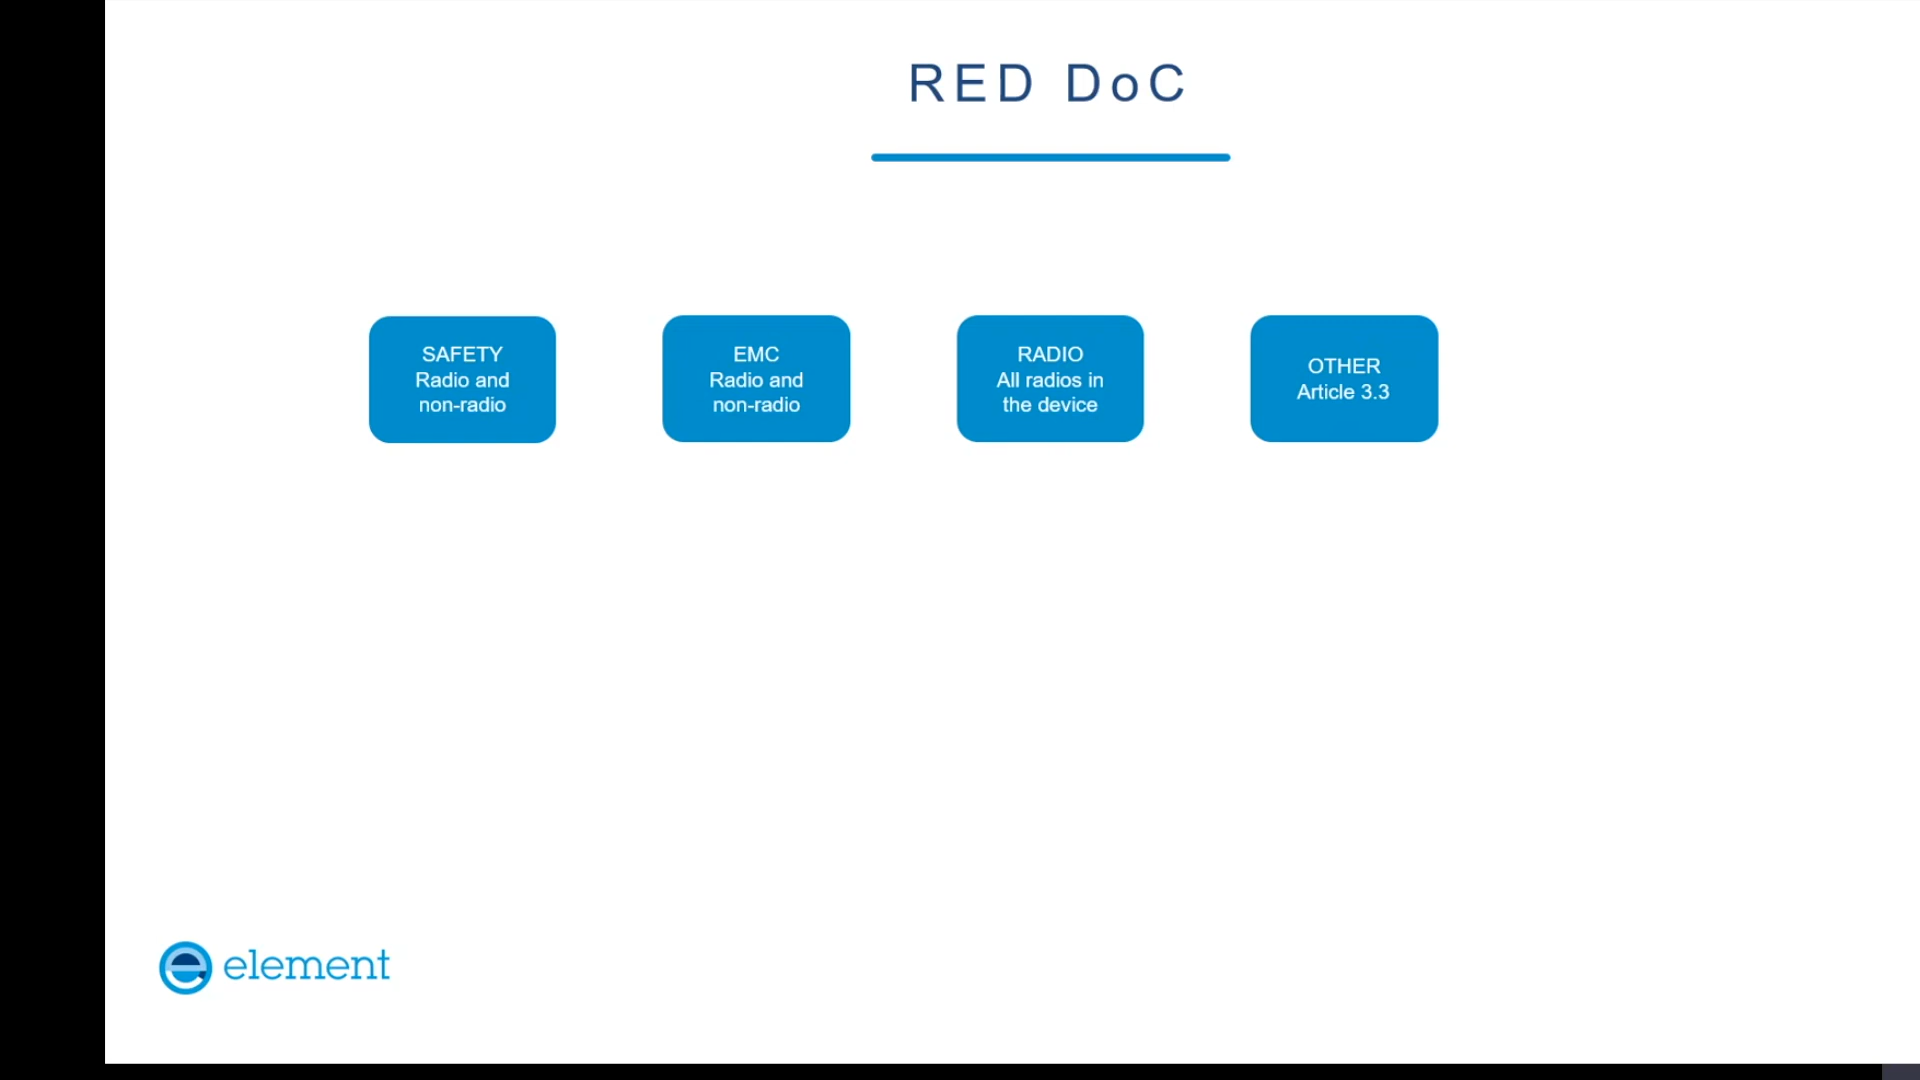 RED DoC
SAFETY
Radio and
non-radio
EMC
Radio and
non-radio
RADIO
All radios in
the device
OTHER
Article 3.3
element